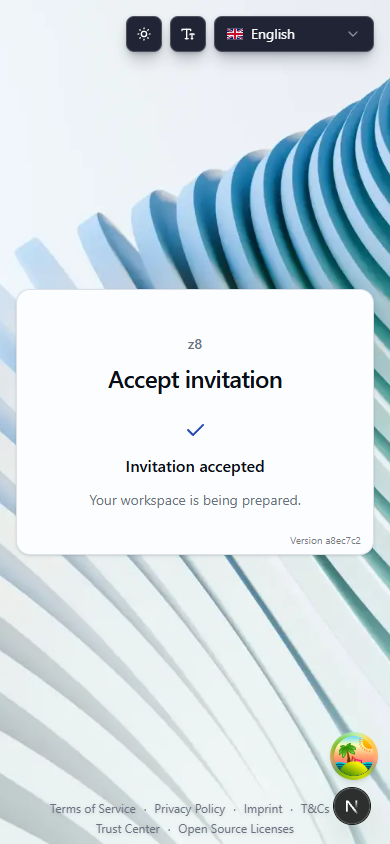 English
z8
Accept invitation
Invitation accepted
Your workspace is being prepared.
Version a8ec7c2
Terms of Service · Privacy Policy · Imprint · T&Cs
N
Trust Center · Open Source Licenses